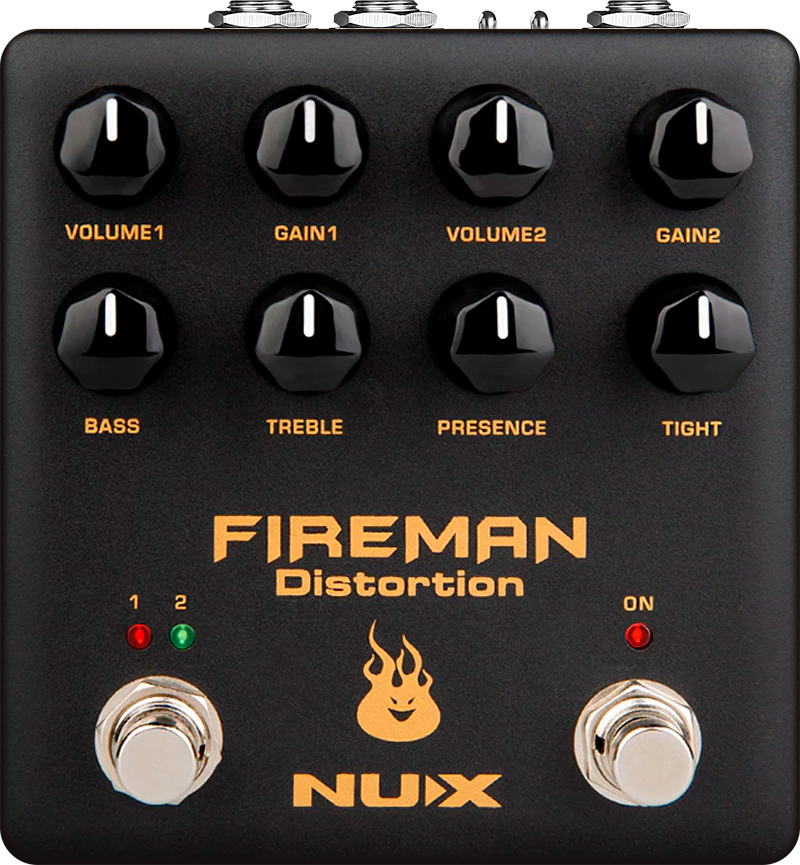 VOLUME1 GAIN1 VOLUME2 GAIN2
BASS TREBLE PRESENCE TIGHT
FIREMAN
Distortion
1 2 ON
NUX